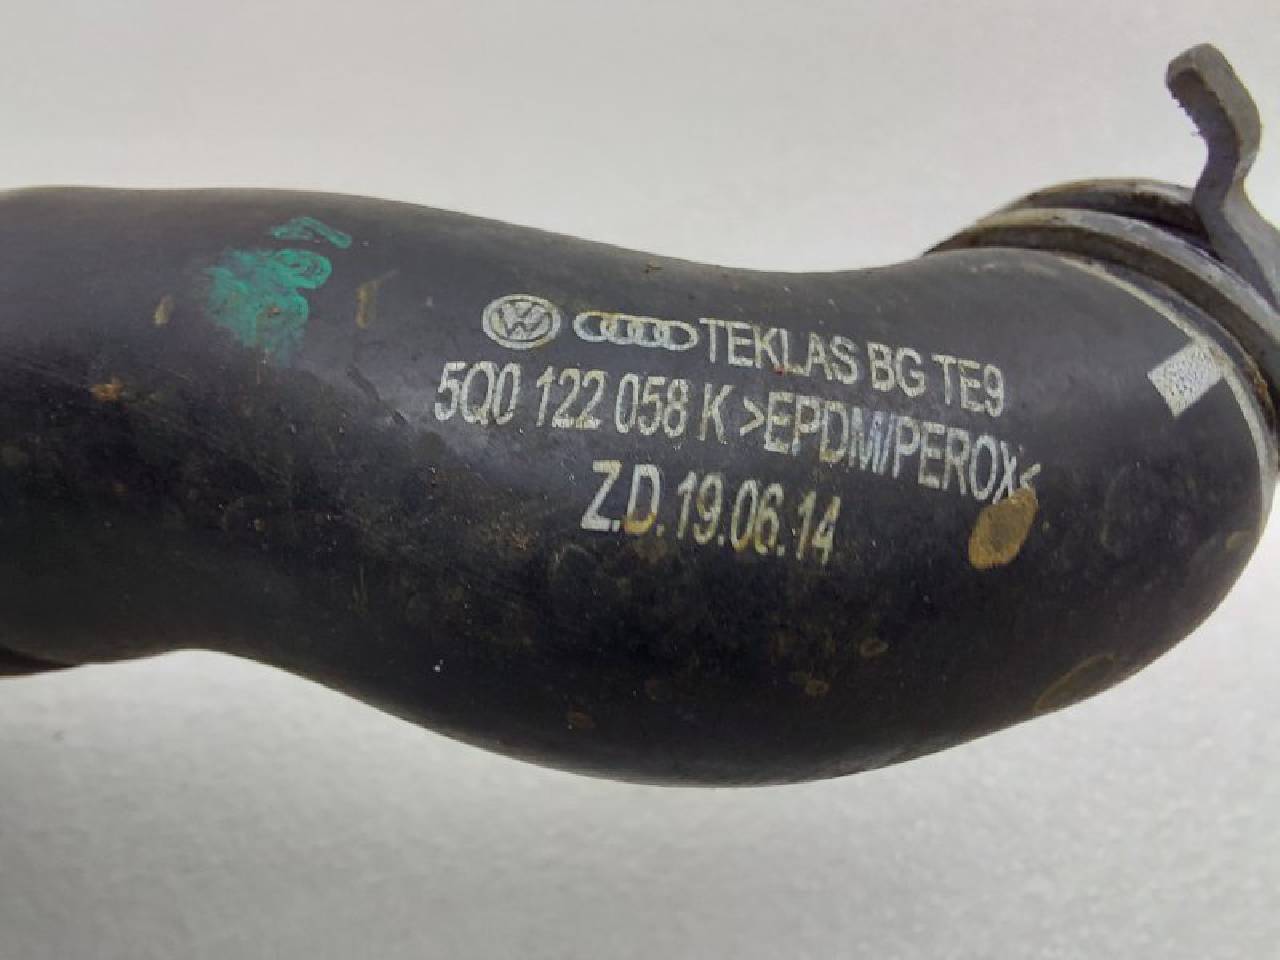 TEKLAS BG TE9
5Q0 122 058 K >EPDM/PEROX<
Z.D.19.06.14